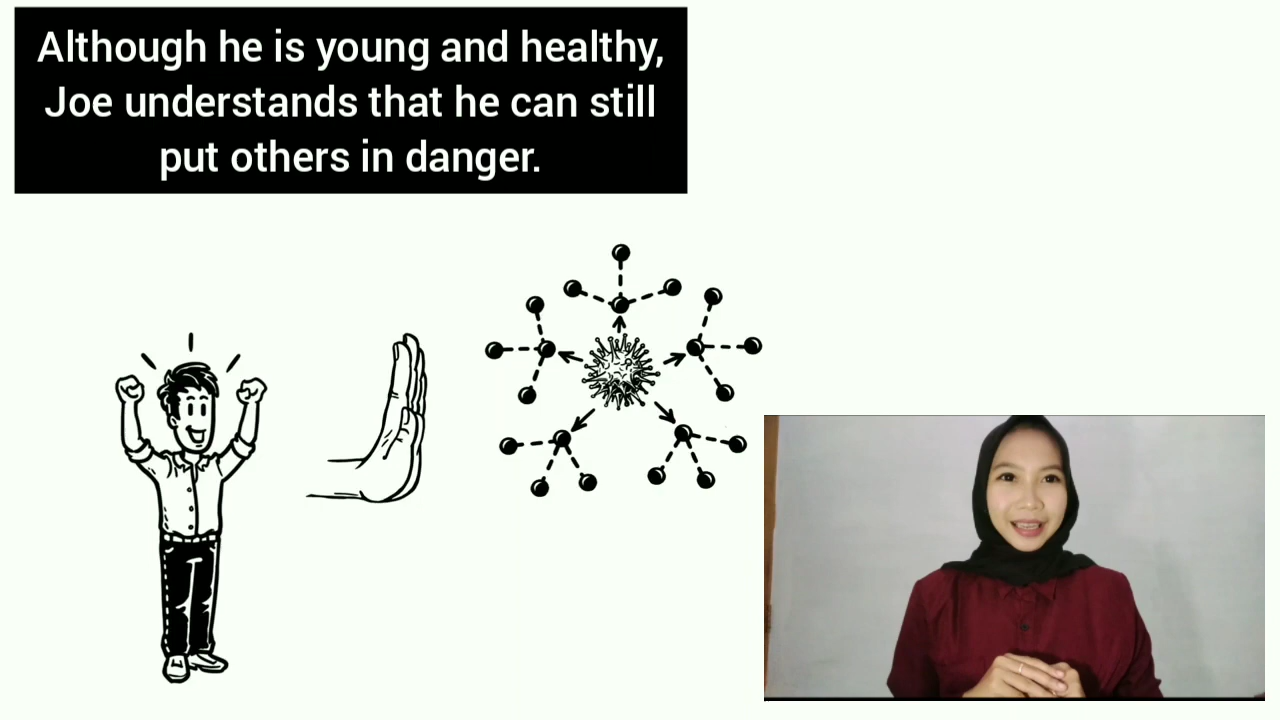 Although he is young and healthy,
Joe understands that he can still
put others in danger.